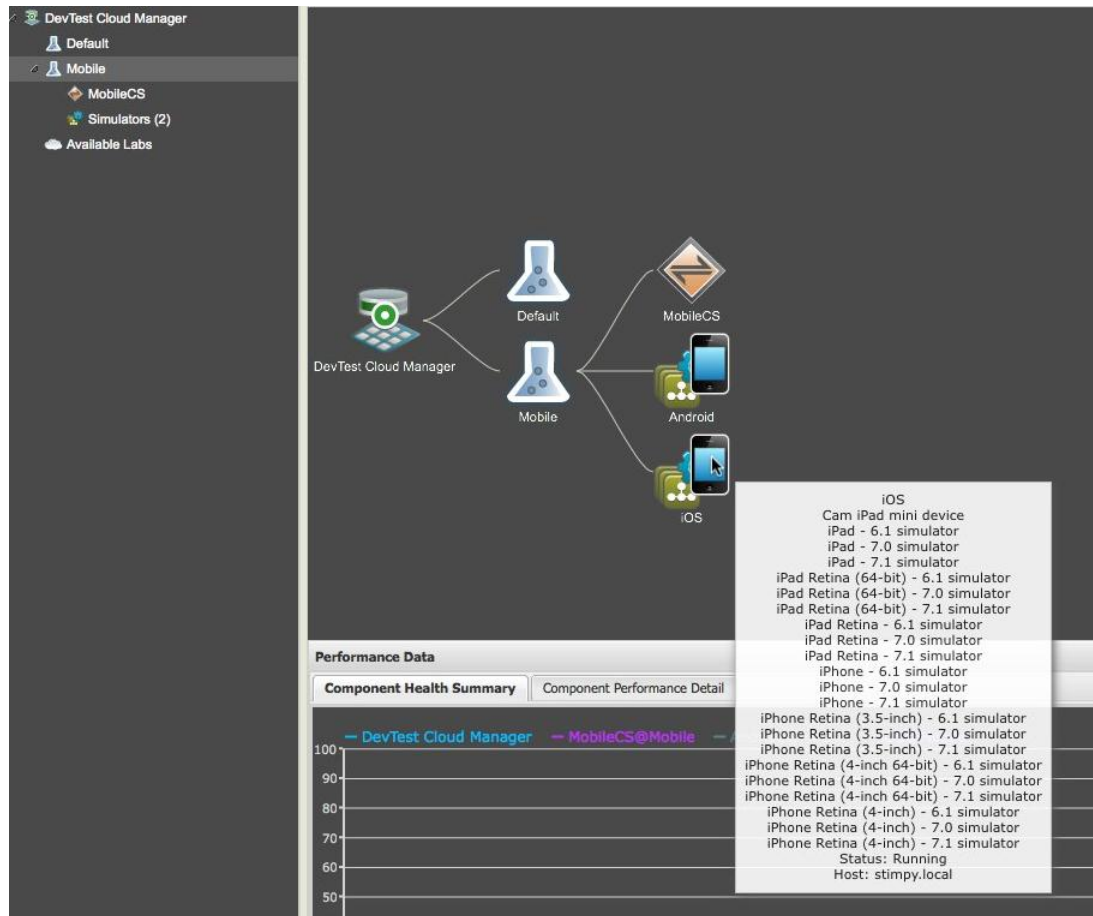 DevTest Cloud Manager
Default
Mobile
MobileCS
Simulators (2)
Available Labs
Default
MobileCS
DevTest Cloud Manager
Mobile
Android
iOS
iOS
Cam iPad mini device
iPad - 6.1 simulator
iPad - 7.0 simulator
iPad - 7.1 simulator
iPad Retina (64-bit) - 6.1 simulator
iPad Retina (64-bit) - 7.0 simulator
iPad Retina (64-bit) - 7.1 simulator
iPad Retina - 6.1 simulator
iPad Retina - 7.0 simulator
iPad Retina - 7.1 simulator
iPhone - 6.1 simulator
iPhone - 7.0 simulator
iPhone - 7.1 simulator
iPhone Retina (3.5-inch) - 6.1 simulator
iPhone Retina (3.5-inch) - 7.0 simulator
iPhone Retina (3.5-inch) - 7.1 simulator
iPhone Retina (4-inch 64-bit) - 6.1 simulator
iPhone Retina (4-inch 64-bit) - 7.0 simulator
iPhone Retina (4-inch 64-bit) - 7.1 simulator
iPhone Retina (4-inch) - 6.1 simulator
iPhone Retina (4-inch) - 7.0 simulator
iPhone Retina (4-inch) - 7.1 simulator
Status: Running
Host: stimpy.local
Performance Data
Component Health Summary Component Performance Detail
DevTest Cloud Manager MobileCS@Mobile
100
90
80
70
60
50